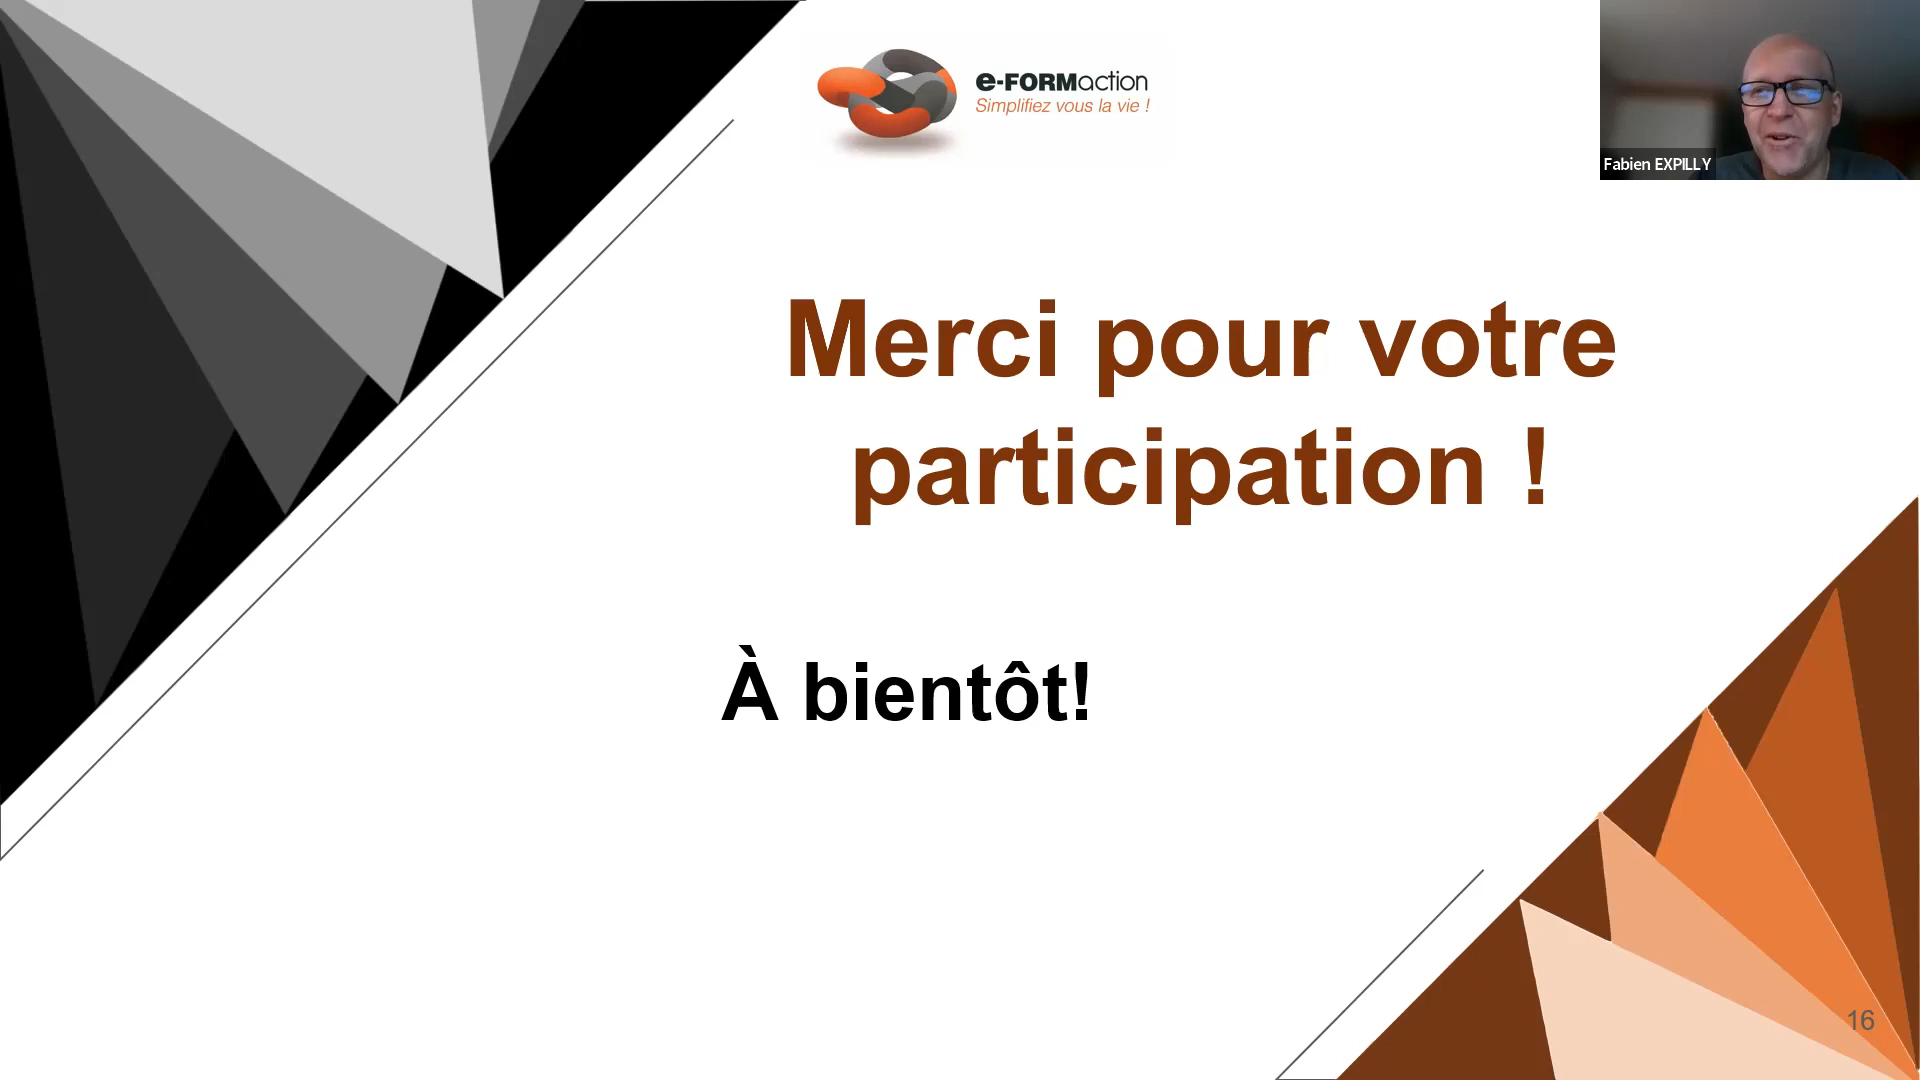 e-FORMaction
Simplifiez vous la vie !
Fabien EXPILLY
Merci pour votre
participation !
À bientôt!
16